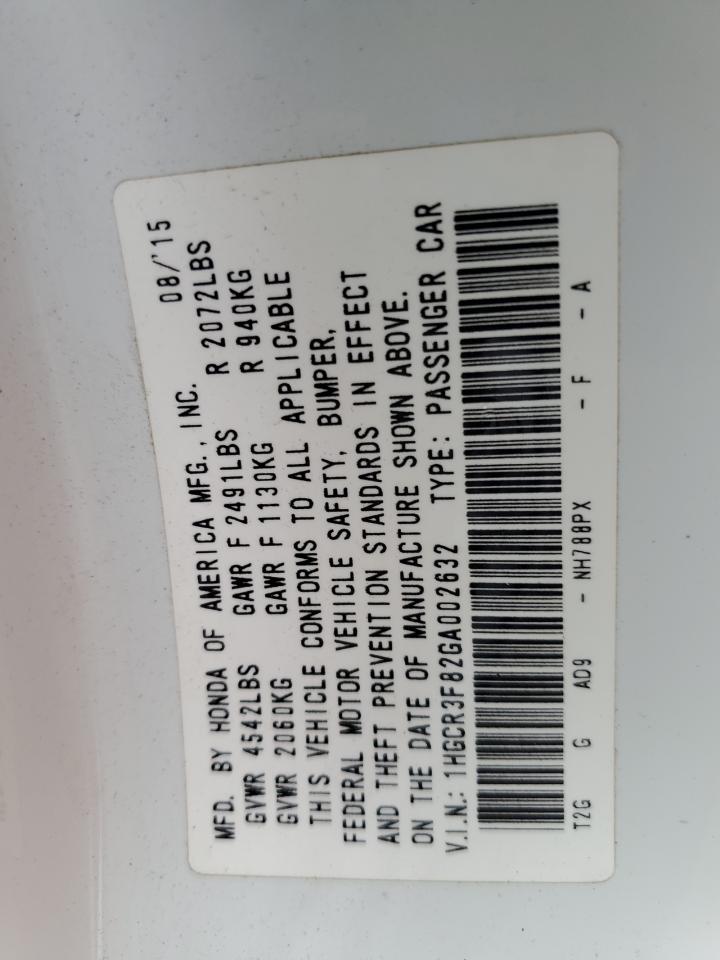 MFD. BY HONDA OF AMERICA MFG., INC. 08/'15
GVWR 4542LBS GAWR F 2491LBS R 2072LBS
GVWR 2060KG GAWR F 1130KG R 940KG
THIS VEHICLE CONFORMS TO ALL APPLICABLE
FEDERAL MOTOR VEHICLE SAFETY, BUMPER,
AND THEFT PREVENTION STANDARDS IN EFFECT
ON THE DATE OF MANUFACTURE SHOWN ABOVE.
V.I.N.: 1HGCR3F82GA002632 TYPE: PASSENGER CAR
T2G G AD9 - NH788PX - F - A